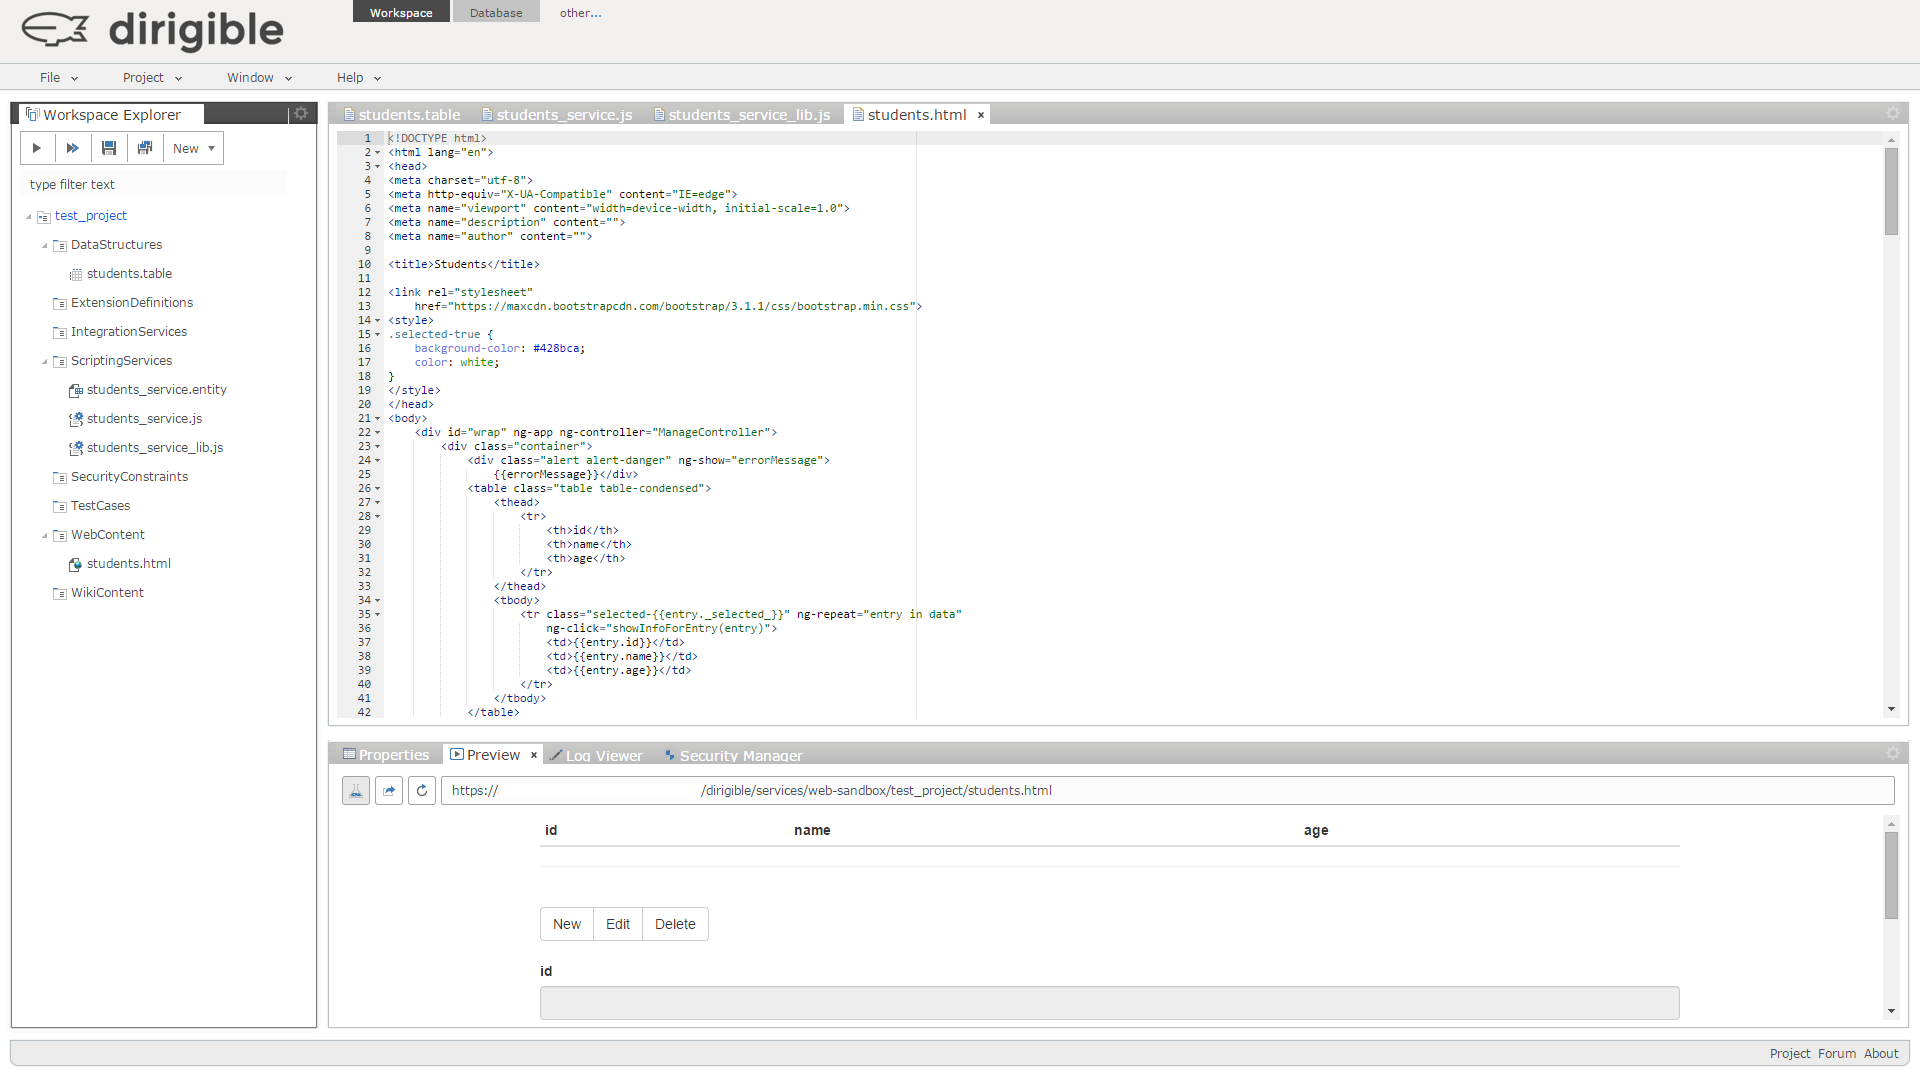 dirigible
Workspace Database other...
File Project Window Help
Workspace Explorer
New
type filter text
test_project
DataStructures
students.table
ExtensionDefinitions
IntegrationServices
ScriptingServices
students_service.entity
students_service.js
students_service_lib.js
SecurityConstraints
TestCases
WebContent
students.html
WikiContent
students.table students_service.js students_service_lib.js students.html ×
1 <!DOCTYPE html>
2 <html lang="en">
3 <head>
4 <meta charset="utf-8">
5 <meta http-equiv="X-UA-Compatible" content="IE=edge">
6 <meta name="viewport" content="width=device-width, initial-scale=1.0">
7 <meta name="description" content="">
8 <meta name="author" content="">
9
10 <title>Students</title>
11
12 <link rel="stylesheet"
13 href="https://maxcdn.bootstrapcdn.com/bootstrap/3.1.1/css/bootstrap.min.css">
14 <style>
15 .selected-true {
16 background-color: #428bca;
17 color: white;
18 }
19 </style>
20 </head>
21 <body>
22 <div id="wrap" ng-app ng-controller="ManageController">
23 <div class="container">
24 <div class="alert alert-danger" ng-show="errorMessage">
25 {{errorMessage}}</div>
26 <table class="table table-condensed">
27 <thead>
28 <tr>
29 <th>id</th>
30 <th>name</th>
31 <th>age</th>
32 </tr>
33 </thead>
34 <tbody>
35 <tr class="selected-{{entry._selected_}}" ng-repeat="entry in data"
36 ng-click="showInfoForEntry(entry)">
37 <td>{{entry.id}}</td>
38 <td>{{entry.name}}</td>
39 <td>{{entry.age}}</td>
40 </tr>
41 </tbody>
42 </table>
Properties Preview × Log Viewer Security Manager
https:// /dirigible/services/web-sandbox/test_project/students.html
id name age
New Edit Delete
id
Project Forum About